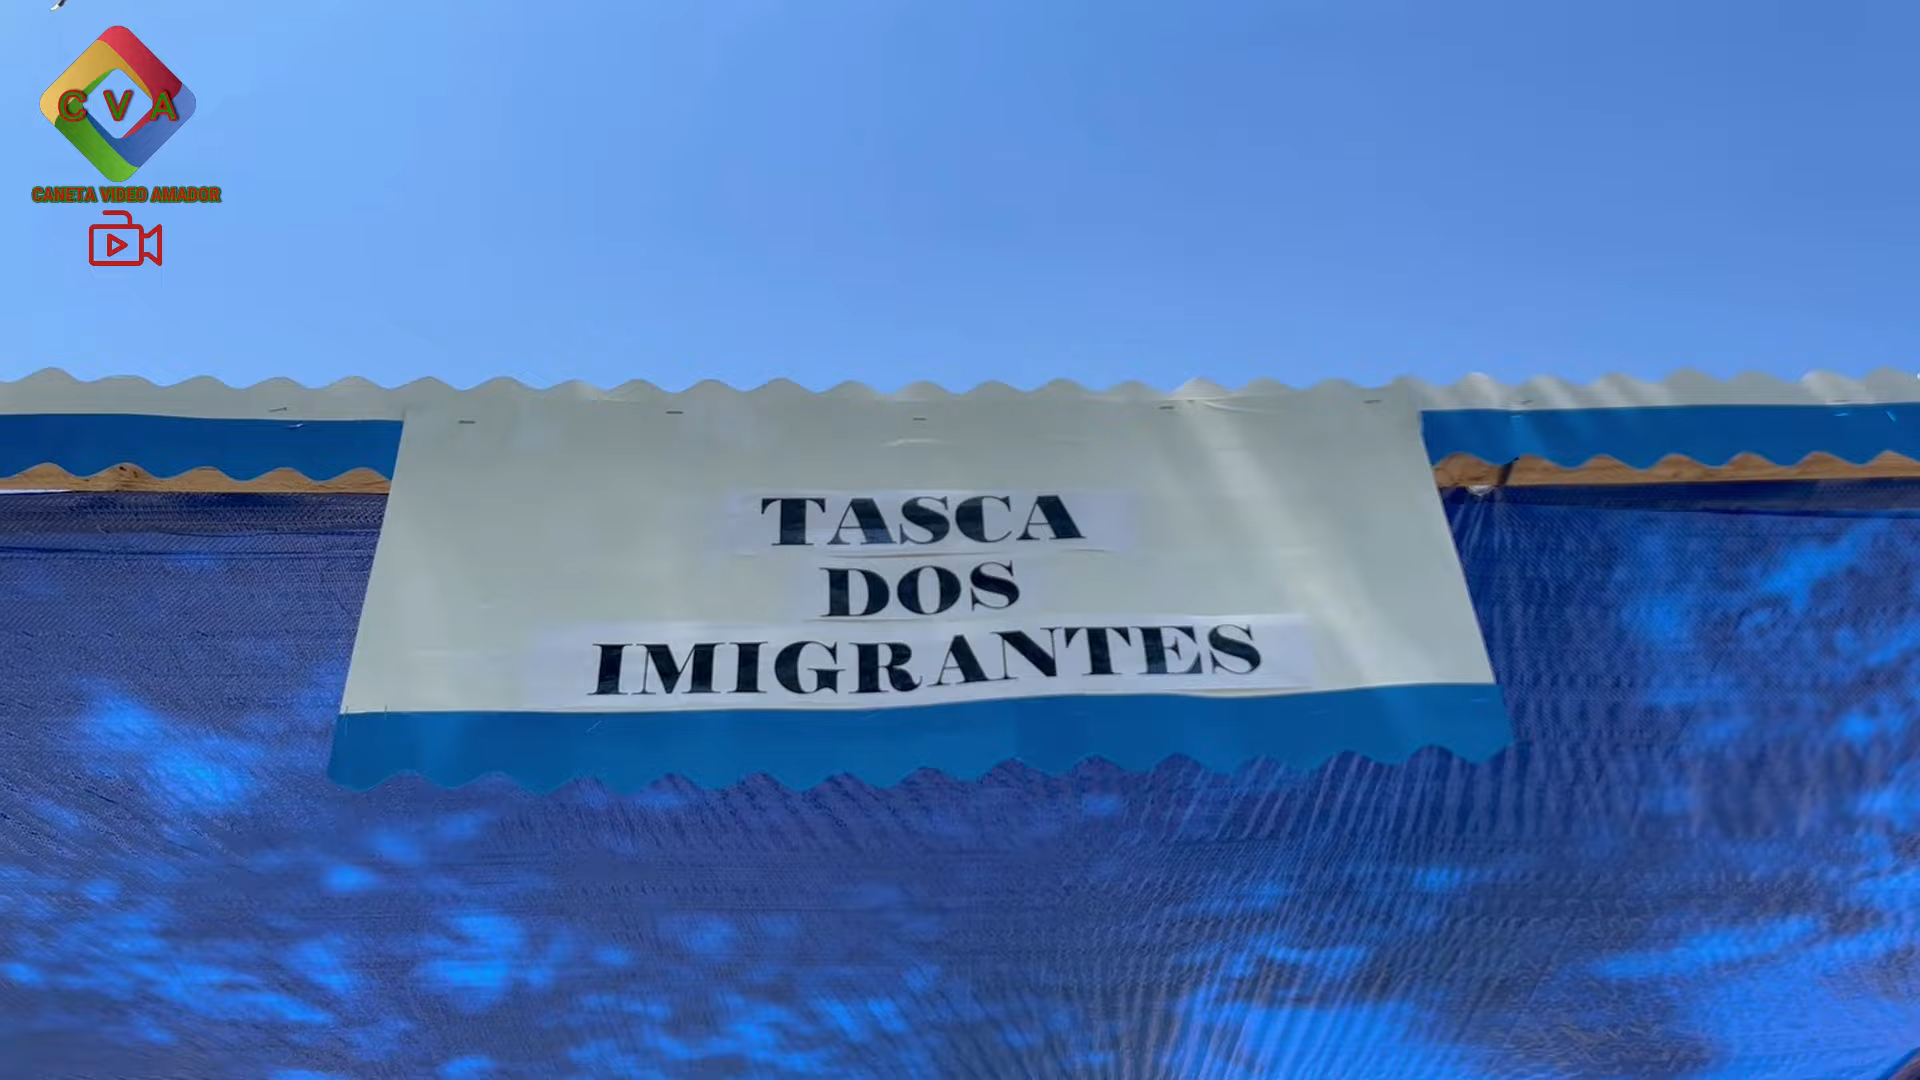 C V A
CANETA VIDEO AMADOR
TASCA
DOS
IMIGRANTES